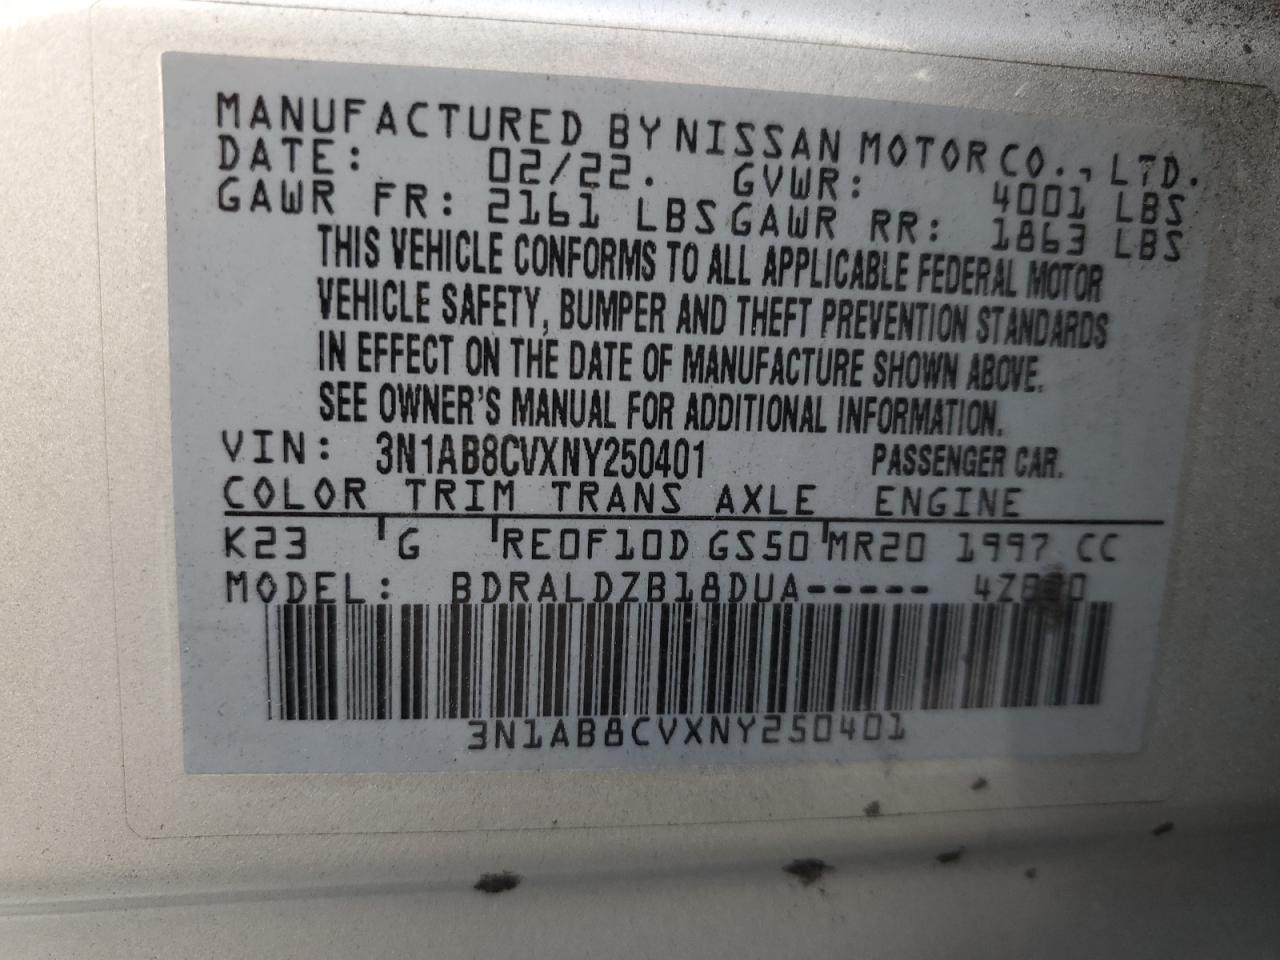 MANUFACTURED BY NISSAN MOTOR CO., LTD.
DATE: 02/22. GVWR: 4001 LBS
GAWR FR: 2161 LBS GAWR RR: 1863 LBS
THIS VEHICLE CONFORMS TO ALL APPLICABLE FEDERAL MOTOR
VEHICLE SAFETY, BUMPER AND THEFT PREVENTION STANDARDS
IN EFFECT ON THE DATE OF MANUFACTURE SHOWN ABOVE.
SEE OWNER'S MANUAL FOR ADDITIONAL INFORMATION.
VIN: 3N1AB8CVXNY250401 PASSENGER CAR.
COLOR TRIM TRANS AXLE ENGINE
K23 G RE0F10D GS50 MR20 1997 CC
MODEL: BDRALDZB18DUA-----
3N1AB8CVXNY250401